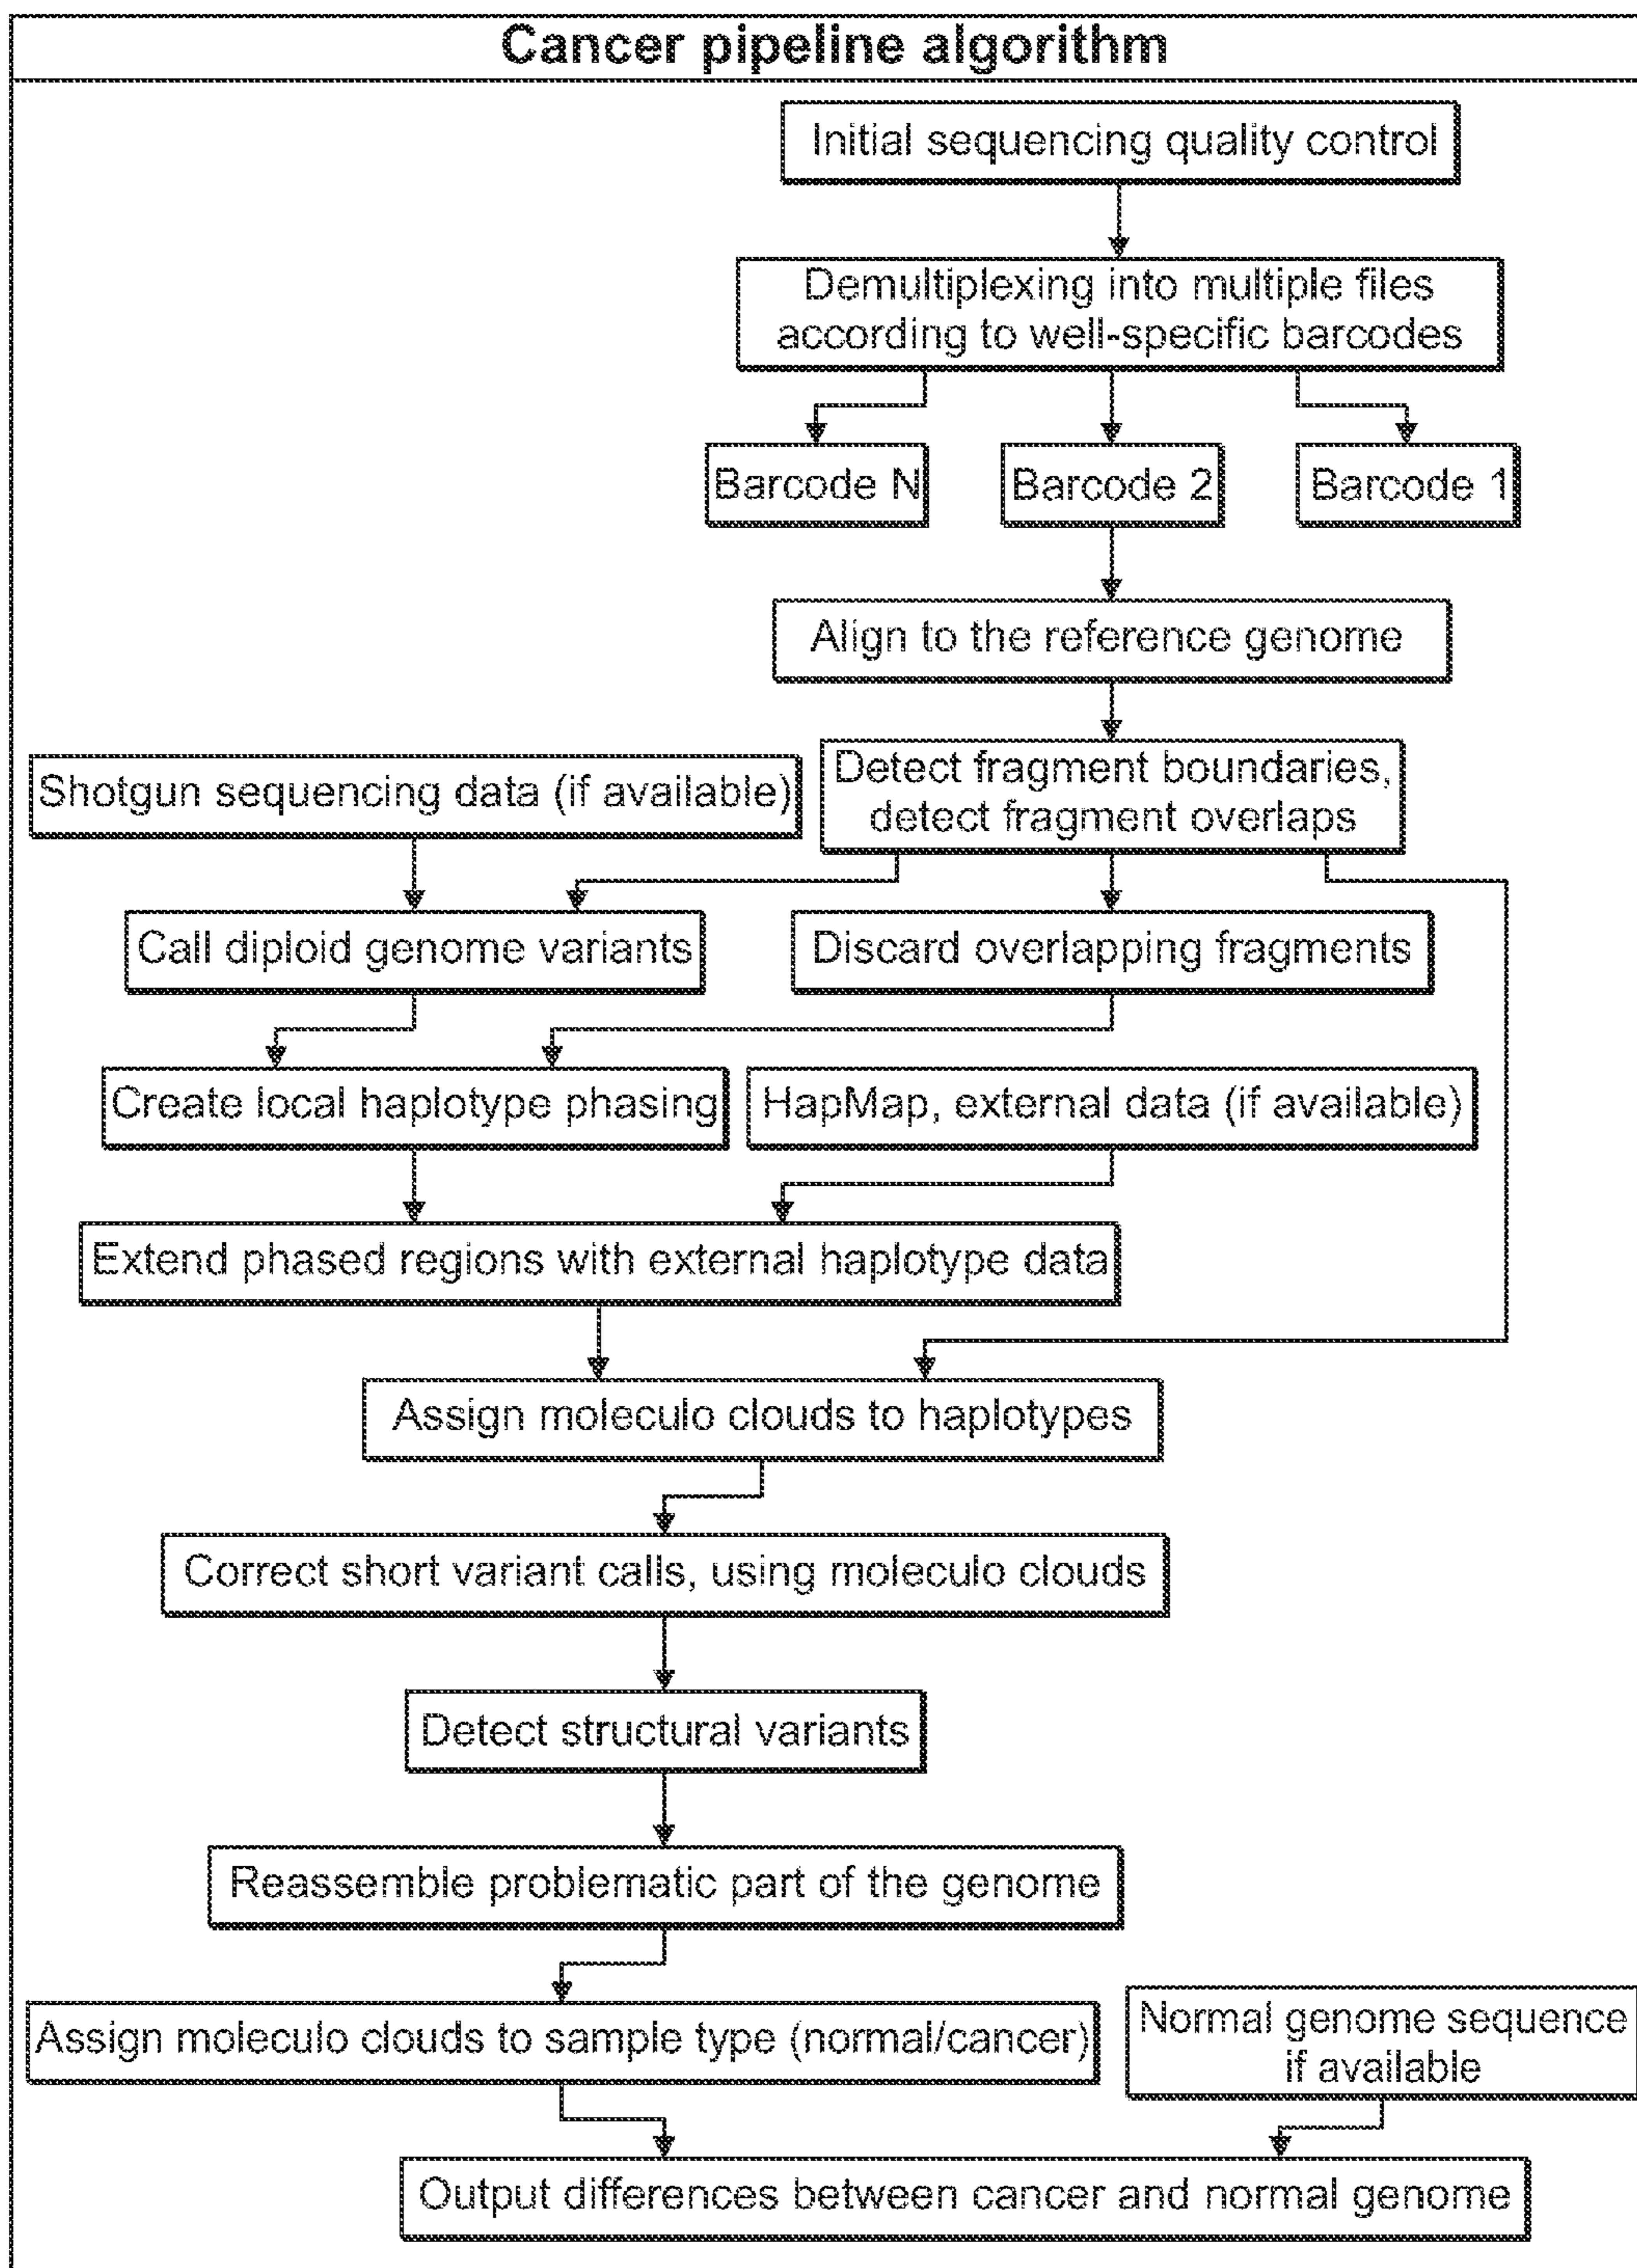 Cancer pipeline algorithm
Initial sequencing quality control
Demultiplexing into multiple files
according to well-specific barcodes
Barcode N
Barcode 2
Barcode 1
Align to the reference genome
Shotgun sequencing data (if available)
Detect fragment boundaries,
detect fragment overlaps
Call diploid genome variants
Discard overlapping fragments
Create local haplotype phasing
HapMap, external data (if available)
Extend phased regions with external haplotype data
Assign moleculo clouds to haplotypes
Correct short variant calls, using moleculo clouds
Detect structural variants
Reassemble problematic part of the genome
Assign moleculo clouds to sample type (normal/cancer)
Normal genome sequence
if available
Output differences between cancer and normal genome